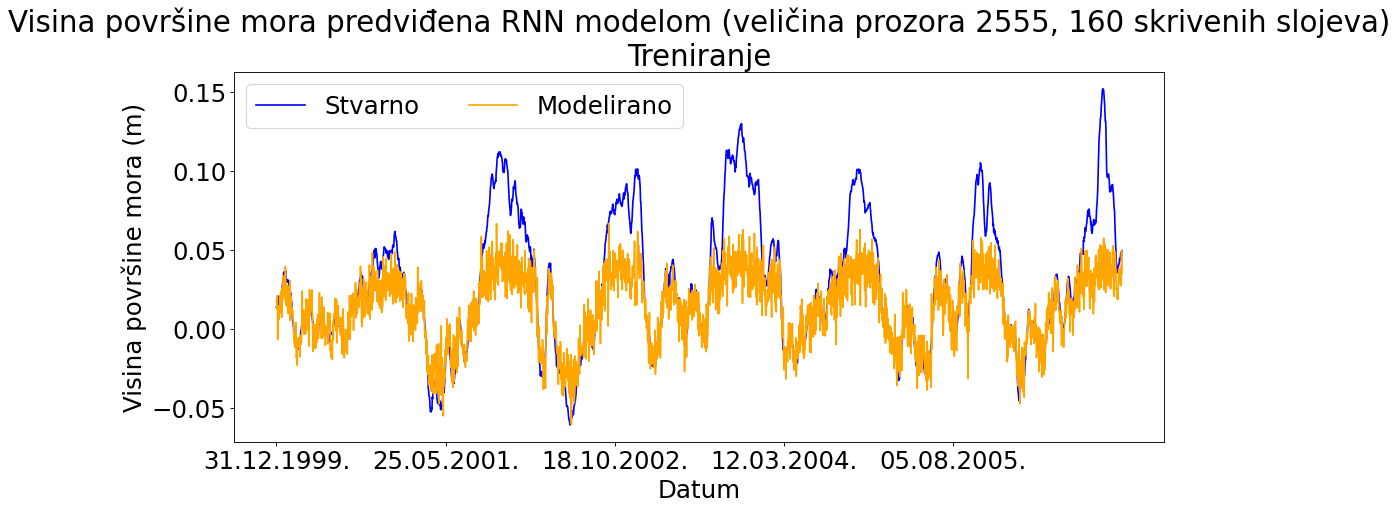 Visina površine mora predviđena RNN modelom (veličina prozora 2555, 160 skrivenih slojeva)
Treniranje
Stvarno Modelirano
Visina površine mora (m)
0.15
0.10
0.05
0.00
−0.05
31.12.1999. 25.05.2001. 18.10.2002. 12.03.2004. 05.08.2005.
Datum